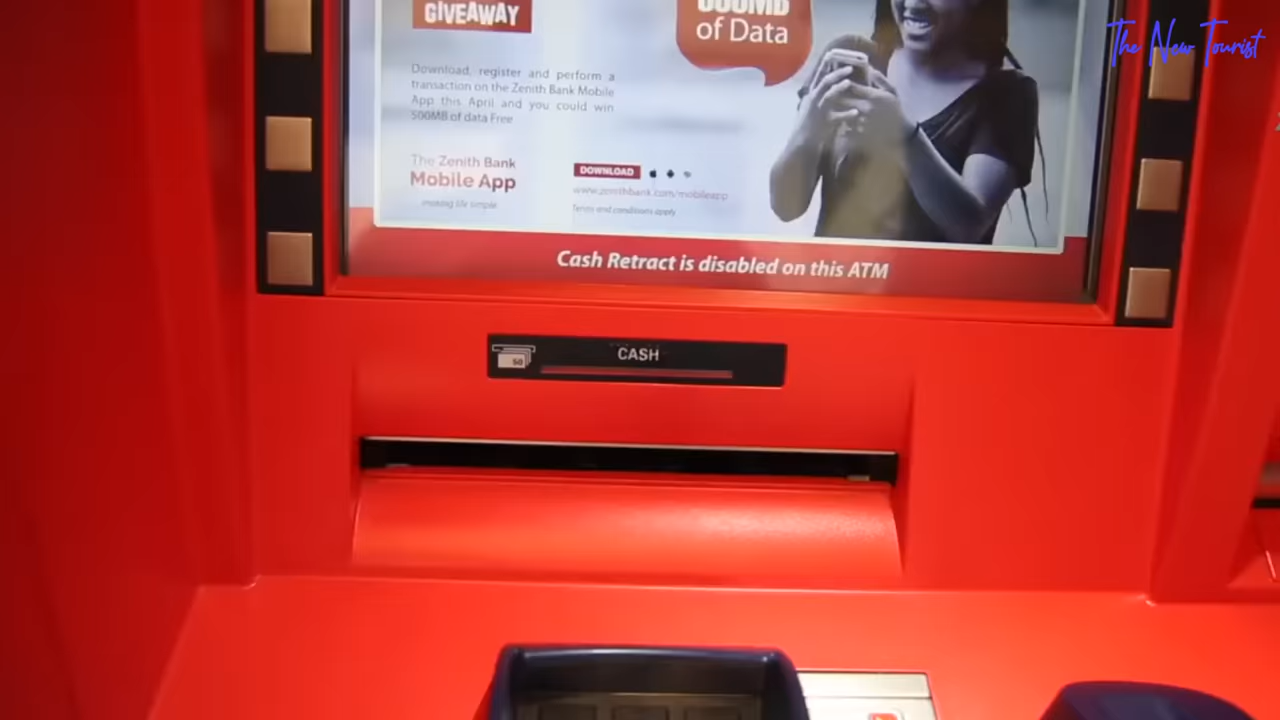 The New Tourist
GIVEAWAY
500MB
of Data
Download, register and perform a
transaction on the Zenith Bank Mobile
App this April and you could win
500MB of data Free
The Zenith Bank
Mobile App
making life simple
DOWNLOAD
www.zenithbank.com/mobileapp
Terms and conditions apply
Cash Retract is disabled on this ATM
CASH
50